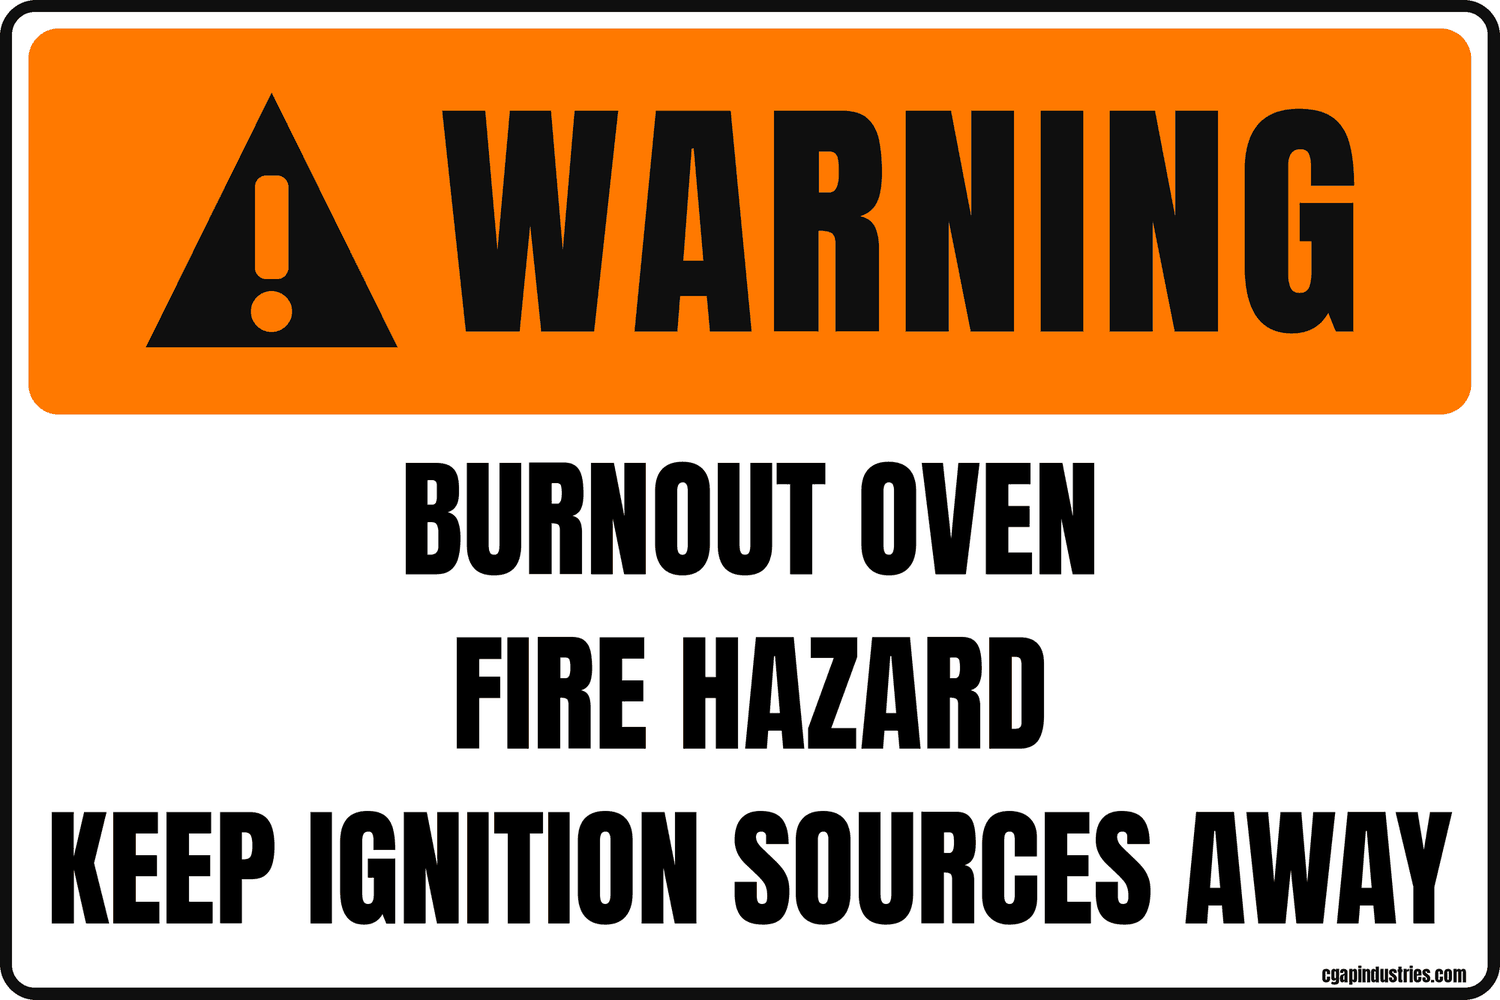 WARNING
BURNOUT OVEN
FIRE HAZARD
KEEP IGNITION SOURCES AWAY
cgapindustries.com